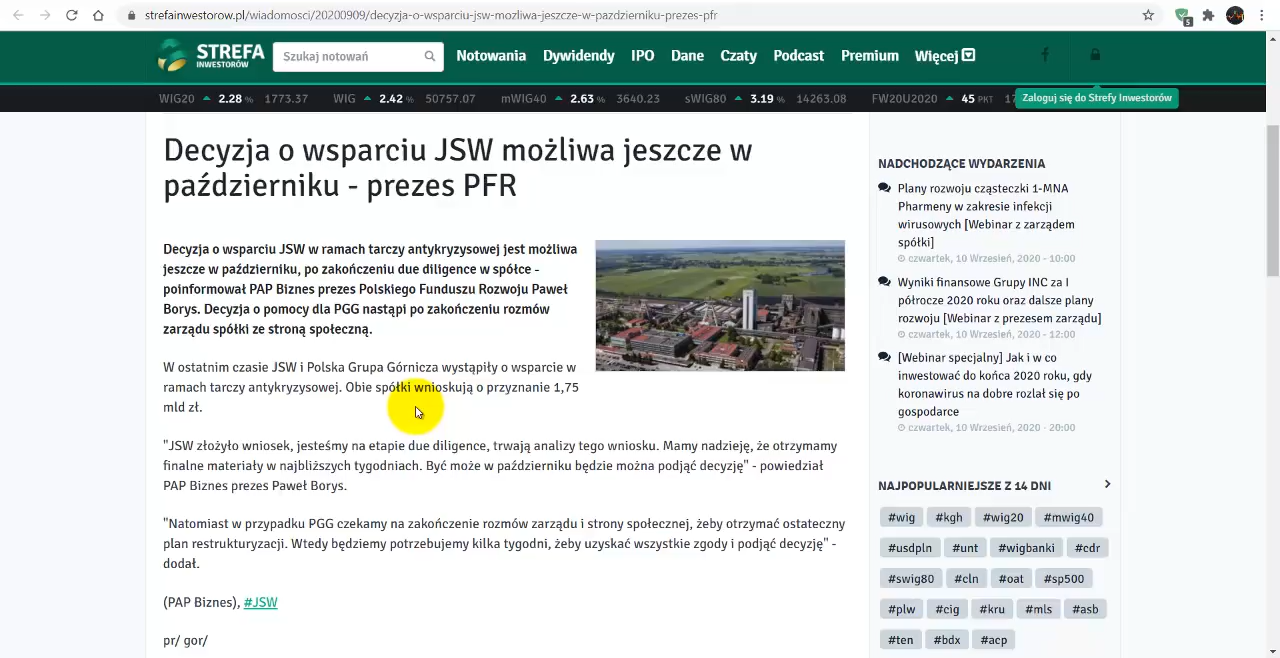 strefainwestorow.pl/wiadomosci/20200909/decyzja-o-wsparciu-jsw-mozliwa-jeszcze-w-pazdzierniku-prezes-pfr
5
STREFA
INWESTORÓW
Szukaj notowań
Notowania Dywidendy IPO Dane Czaty Podcast Premium Więcej
WIG20 2.28 % 1773.37 WIG 2.42 % 50757.07 mWIG40 2.63 % 3640.23 sWIG80 3.19 % 14263.08 FW20U2020 45 PKT
Zaloguj się do Strefy Inwestorów
Decyzja o wsparciu JSW możliwa jeszcze w
październiku - prezes PFR
Decyzja o wsparciu JSW w ramach tarczy antykryzysowej jest możliwa
jeszcze w październiku, po zakończeniu due diligence w spółce -
poinformował PAP Biznes prezes Polskiego Funduszu Rozwoju Paweł
Borys. Decyzja o pomocy dla PGG nastąpi po zakończeniu rozmów
zarządu spółki ze stroną społeczną.
W ostatnim czasie JSW i Polska Grupa Górnicza wystąpiły o wsparcie w
ramach tarczy antykryzysowej. Obie spółki wnioskują o przyznanie 1,75
mld zł.
"JSW złożyło wniosek, jesteśmy na etapie due diligence, trwają analizy tego wniosku. Mamy nadzieję, że otrzymamy
finalne materiały w najbliższych tygodniach. Być może w październiku będzie można podjąć decyzję" - powiedział
PAP Biznes prezes Paweł Borys.
"Natomiast w przypadku PGG czekamy na zakończenie rozmów zarządu i strony społecznej, żeby otrzymać ostateczny
plan restrukturyzacji. Wtedy będziemy potrzebujemy kilka tygodni, żeby uzyskać wszystkie zgody i podjąć decyzję" -
dodał.
(PAP Biznes), #JSW
pr/ gor/
NADCHODZĄCE WYDARZENIA
Plany rozwoju cząsteczki 1-MNA
Pharmeny w zakresie infekcji
wirusowych [Webinar z zarządem
spółki]
czwartek, 10 Wrzesień, 2020 - 10:00
Wyniki finansowe Grupy INC za I
półrocze 2020 roku oraz dalsze plany
rozwoju [Webinar z prezesem zarządu]
czwartek, 10 Wrzesień, 2020 - 12:00
[Webinar specjalny] Jak i w co
inwestować do końca 2020 roku, gdy
koronawirus na dobre rozlał się po
gospodarce
czwartek, 10 Wrzesień, 2020 - 20:00
NAJPOPULARNIEJSZE Z 14 DNI
#wig #kgh #wig20 #mwig40
#usdpln #unt #wigbanki #cdr
#swig80 #cln #oat #sp500
#plw #cig #kru #mls #asb
#ten #bdx #acp